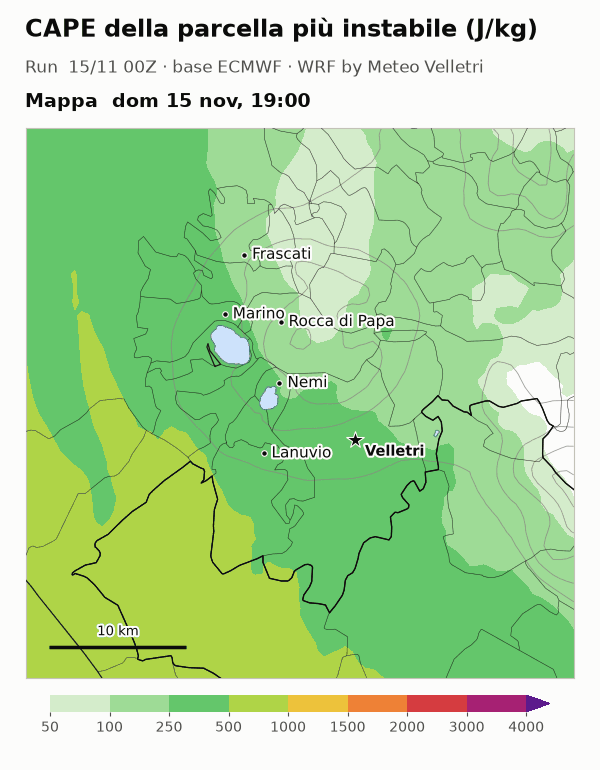 CAPE della parcella più instabile (J/kg)
Run  15/11 00Z · base ECMWF · WRF by Meteo Velletri
Mappa  dom 15 nov, 19:00
Frascati
Marino
Rocca di Papa
Nemi
Velletri
Lanuvio
10 km
50 100 250 500 1000 1500 2000 3000 4000